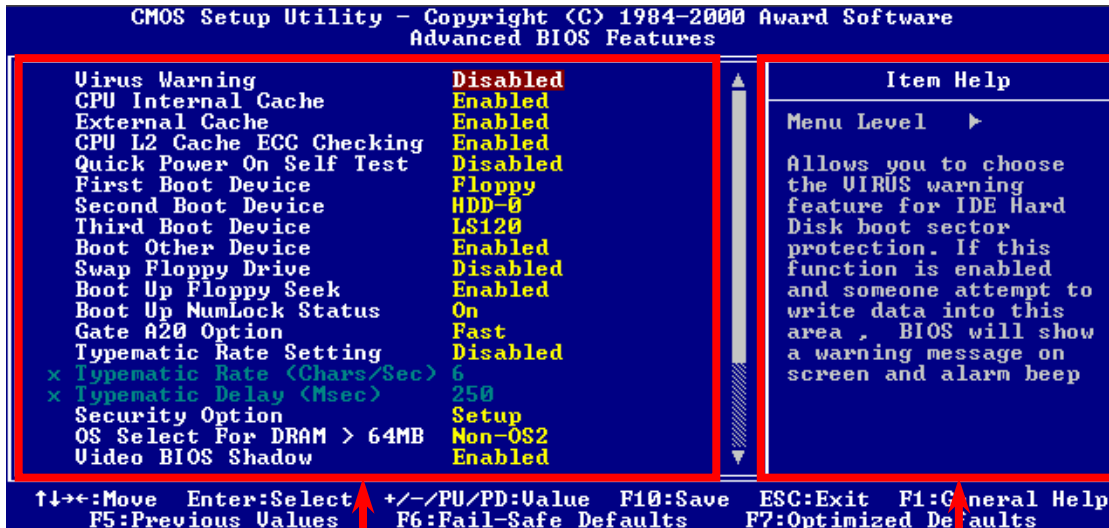 CMOS Setup Utility – Copyright (C) 1984–2000 Award Software
Advanced BIOS Features
Virus Warning Disabled
CPU Internal Cache Enabled
External Cache Enabled
CPU L2 Cache ECC Checking Enabled
Quick Power On Self Test Disabled
First Boot Device Floppy
Second Boot Device HDD-0
Third Boot Device LS120
Boot Other Device Enabled
Swap Floppy Drive Disabled
Boot Up Floppy Seek Enabled
Boot Up NumLock Status On
Gate A20 Option Fast
Typematic Rate Setting Disabled
x Typematic Rate (Chars/Sec) 6
x Typematic Delay (Msec) 250
Security Option Setup
OS Select For DRAM > 64MB Non-OS2
Video BIOS Shadow Enabled
Item Help
Menu Level ►
Allows you to choose
the VIRUS warning
feature for IDE Hard
Disk boot sector
protection. If this
function is enabled
and someone attempt to
write data into this
area , BIOS will show
a warning message on
screen and alarm beep
↑↓→←:Move Enter:Select +/-/PU/PD:Value F10:Save ESC:Exit F1:General Help
F5:Previous Values F6:Fail-Safe Defaults F7:Optimized Defaults